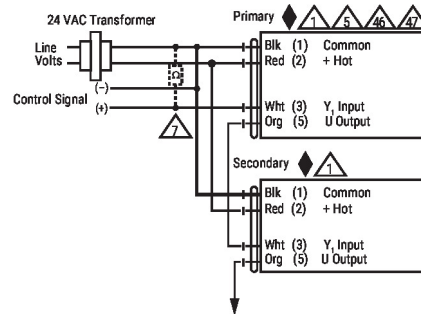 24 VAC Transformer
Primary 1 5 46 47
Line Volts
Blk (1) Common
Red (2) + Hot
Ω
(–)
Control Signal
(+)
Wht (3) Y₁ Input
Org (5) U Output
7
Secondary 1
Blk (1) Common
Red (2) + Hot
Wht (3) Y₁ Input
Org (5) U Output